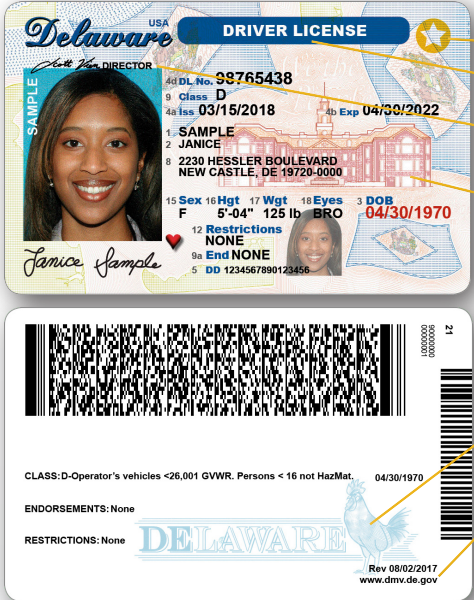 Delaware USA
DRIVER LICENSE
Scott Vien DIRECTOR
SAMPLE
4d DL No. 98765438
9 Class D
4a Iss 03/15/2018 4b Exp 04/30/2022
1 SAMPLE
2 JANICE
8 2230 HESSLER BOULEVARD
NEW CASTLE, DE 19720-0000
15 Sex 16 Hgt 17 Wgt 18 Eyes 3 DOB
F 5'-04" 125 lb BRO 04/30/1970
12 Restrictions
NONE
9a End NONE
5 DD 1234567890123456
Janice Sample
21
00000001
CLASS:D-Operator's vehicles <26,001 GVWR. Persons < 16 not HazMat.
04/30/1970
ENDORSEMENTS: None
RESTRICTIONS: None
DELAWARE
Rev 08/02/2017
www.dmv.de.gov